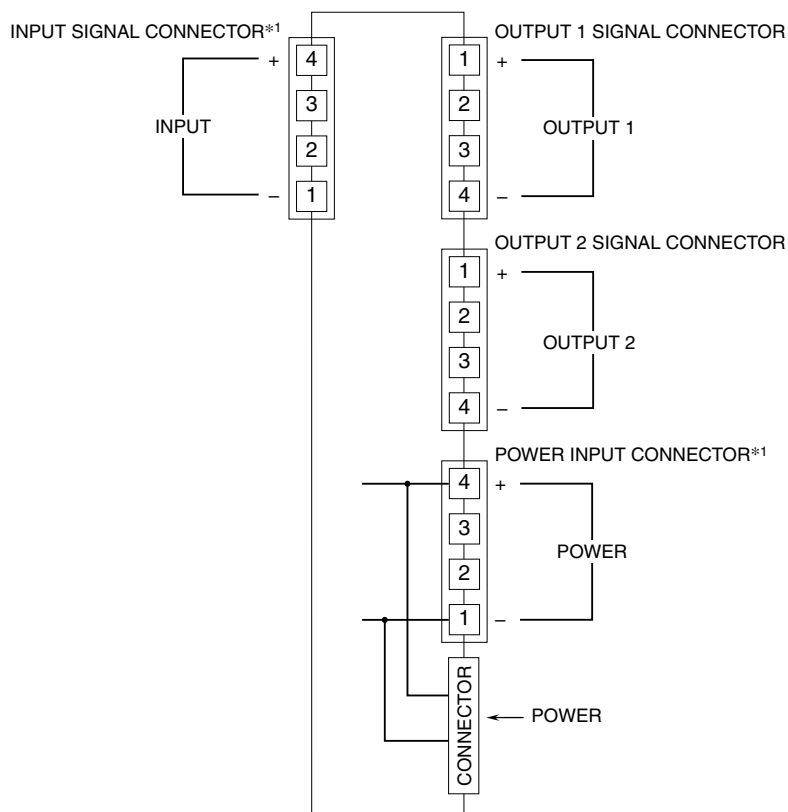 INPUT SIGNAL CONNECTOR*1
+ 4
3
INPUT
2
– 1
OUTPUT 1 SIGNAL CONNECTOR
1 +
2
OUTPUT 1
3
4 –
OUTPUT 2 SIGNAL CONNECTOR
1 +
2
OUTPUT 2
3
4 –
POWER INPUT CONNECTOR*1
4 +
3
POWER
2
1 –
CONNECTOR
POWER